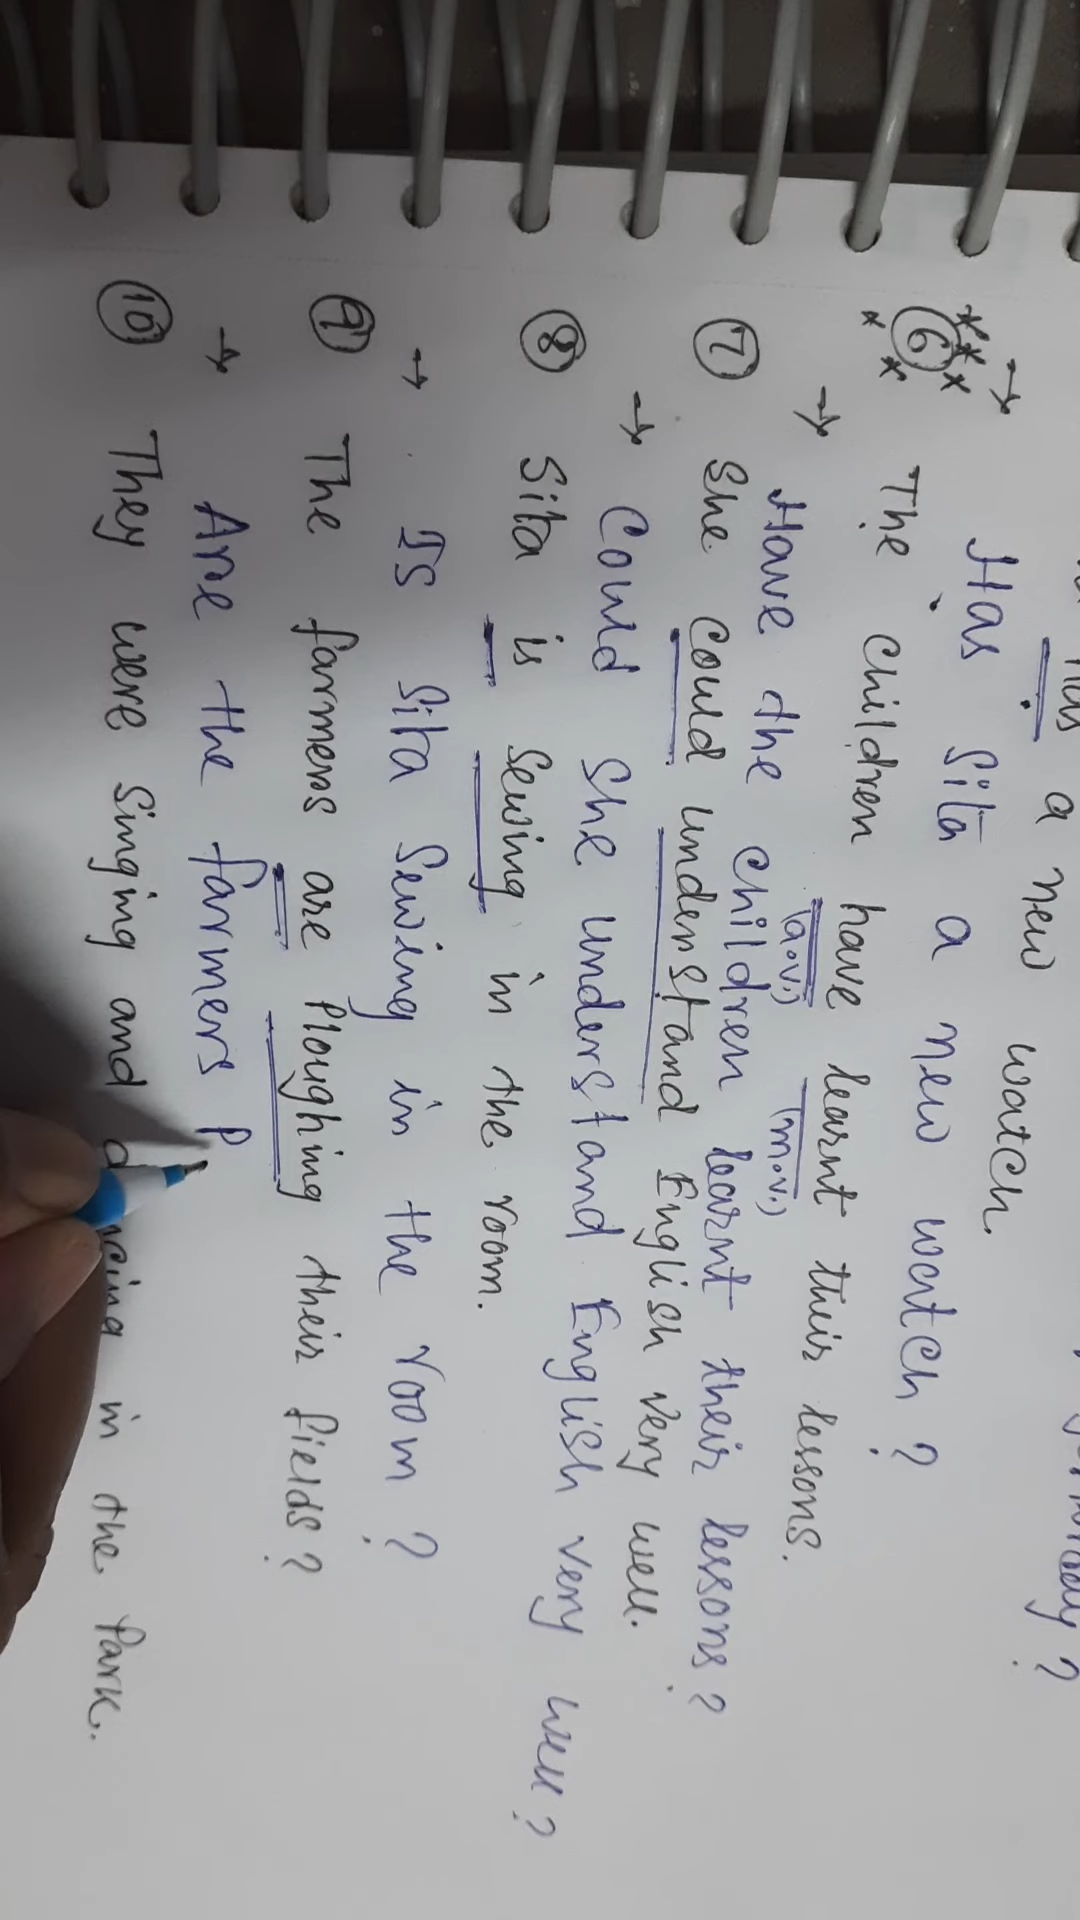 has a new watch.
→ Has Sita a new watch ?
⑥ The children have learnt their lessons.
(a.v.) (m.v.)
→ Have the children learnt their lessons ?
⑦ She could understand English very well.
→ Could she understand English very well ?
⑧ Sita is sewing in the room.
→ Is Sita Sewing in the room ?
⑨ The farmers are Ploughing their fields ?
→ Are the farmers P
⑩ They were singing and in the Park.